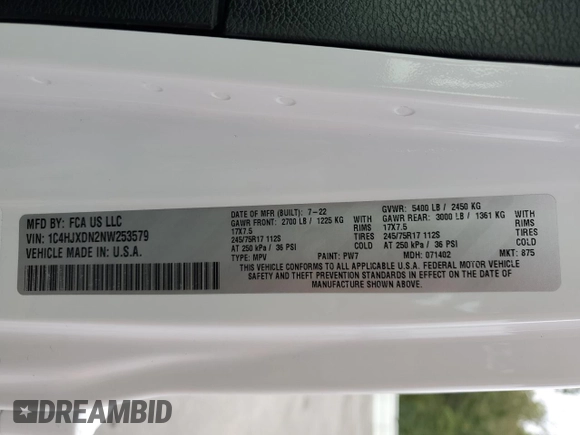 MFD BY: FCA US LLC
VIN: 1C4HJXDN2NW253579
VEHICLE MADE IN: U.S.A.
DATE OF MFR (BUILT): 7-22
GAWR FRONT: 2700 LB / 1225 KG WITH
17X7.5 RIMS
245/75R17 112S TIRES
AT 250 kPa / 36 PSI COLD
TYPE: MPV PAINT: PW7
GVWR: 5400 LB / 2450 KG
GAWR REAR: 3000 LB / 1361 KG WITH
17X7.5 RIMS
245/75R17 112S TIRES
AT 250 kPa / 36 PSI COLD
MDH: 071402 MKT: 875
THIS VEHICLE CONFORMS TO ALL APPLICABLE U.S.A. FEDERAL MOTOR VEHICLE
SAFETY AND THEFT PREVENTION STANDARDS IN EFFECT ON THE DATE OF
MANUFACTURE SHOWN ABOVE.
DREAMBID